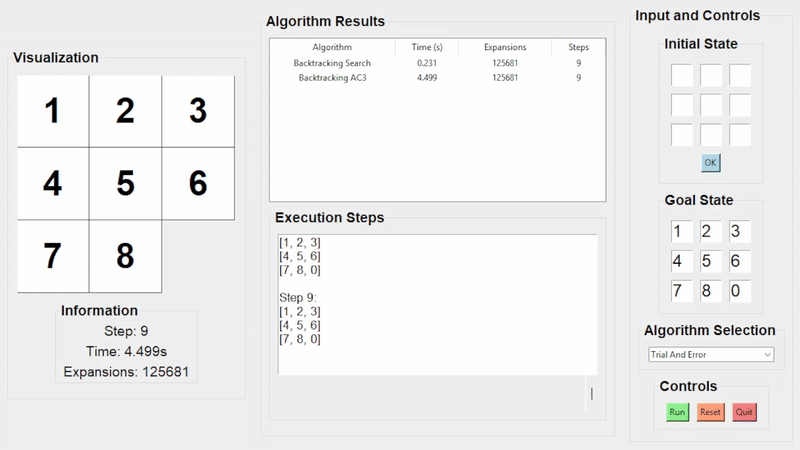 Visualization
1 2 3
4 5 6
7 8
Information
Step: 9
Time: 4.499s
Expansions: 125681
Algorithm Results
Algorithm Time (s) Expansions Steps
Backtracking Search 0.231 125681 9
Backtracking AC3 4.499 125681 9
Execution Steps
[1, 2, 3]
[4, 5, 6]
[7, 8, 0]
Step 9:
[1, 2, 3]
[4, 5, 6]
[7, 8, 0]
Input and Controls
Initial State
OK
Goal State
1 2 3
4 5 6
7 8 0
Algorithm Selection
Trial And Error
Controls
Run Reset Quit